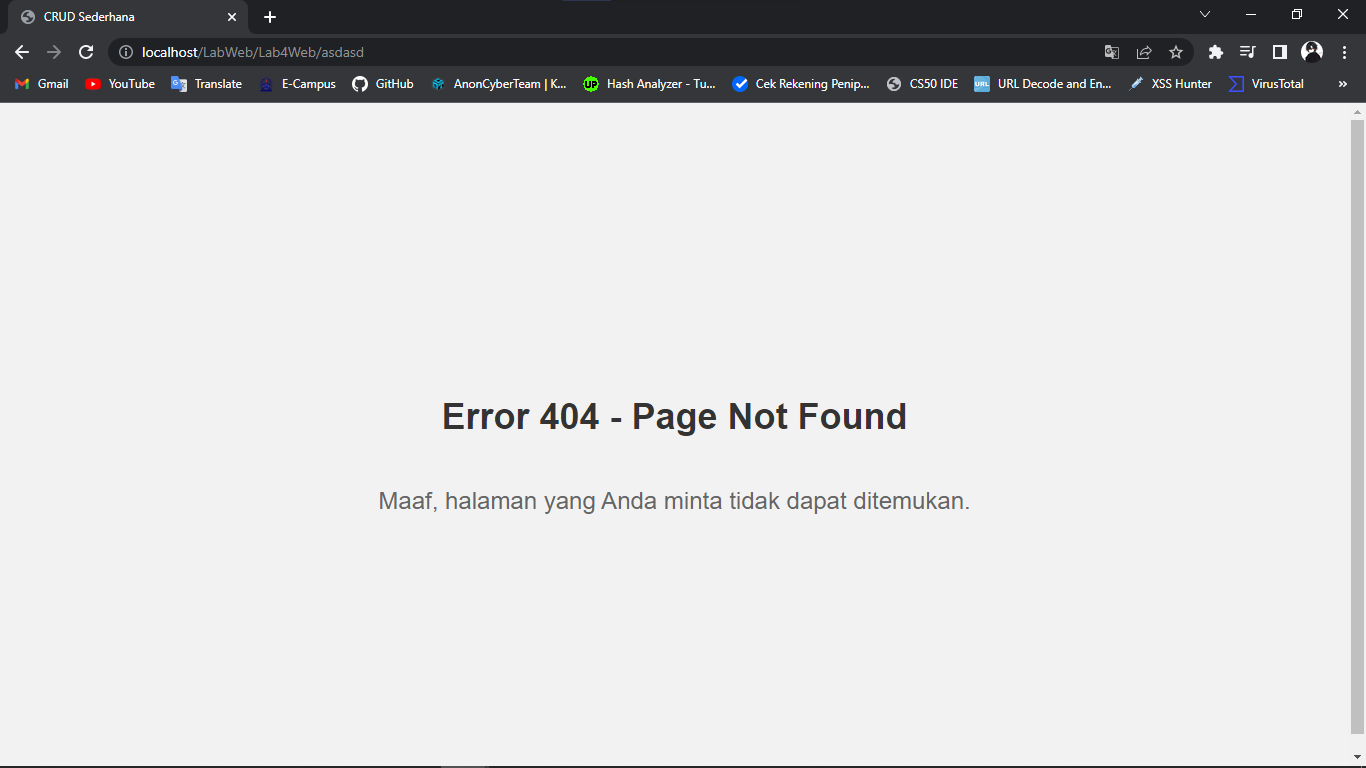 CRUD Sederhana
localhost/LabWeb/Lab4Web/asdasd
Gmail YouTube Translate E-Campus GitHub AnonCyberTeam | K... Hash Analyzer - Tu... Cek Rekening Penip... CS50 IDE URL URL Decode and En... XSS Hunter VirusTotal »
Error 404 - Page Not Found
Maaf, halaman yang Anda minta tidak dapat ditemukan.